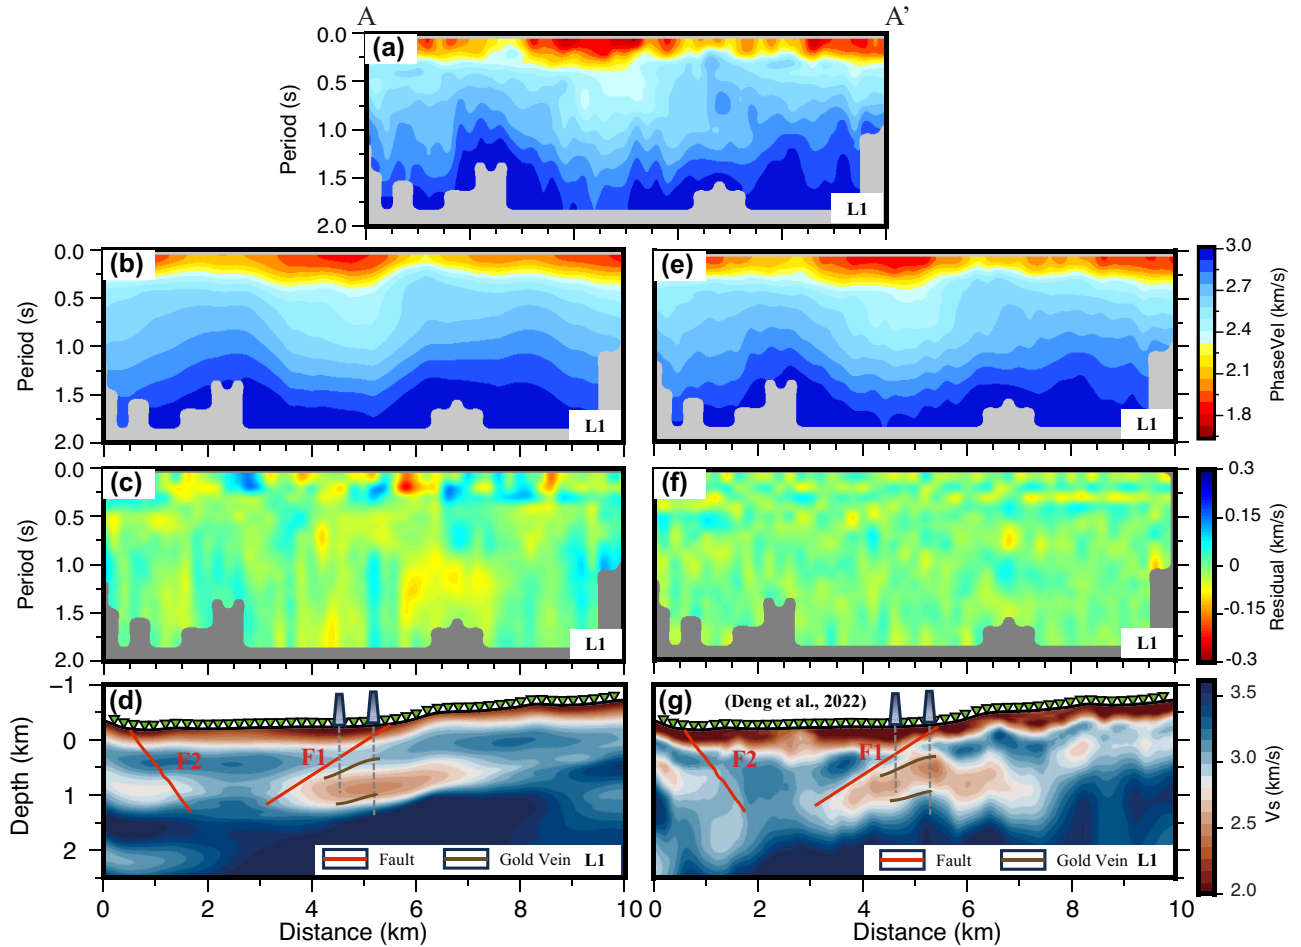 A A’
(a)
0.0
0.5
1.0
1.5
2.0
Period (s)
L1
(b)
0.0
0.5
1.0
1.5
2.0
Period (s)
L1
(e)
L1
3.0
2.7
2.4
2.1
1.8
PhaseVel (km/s)
(c)
0.0
0.5
1.0
1.5
2.0
Period (s)
L1
(f)
L1
0.3
0.15
0
-0.15
-0.3
Residual (km/s)
(d)
−1
0
1
2
Depth (km)
F2
F1
Fault Gold Vein L1
0 2 4 6 8 10
Distance (km)
(g)
(Deng et al., 2022)
F2
F1
Fault Gold Vein L1
0 2 4 6 8 10
Distance (km)
3.5
3.0
2.5
2.0
Vs (km/s)